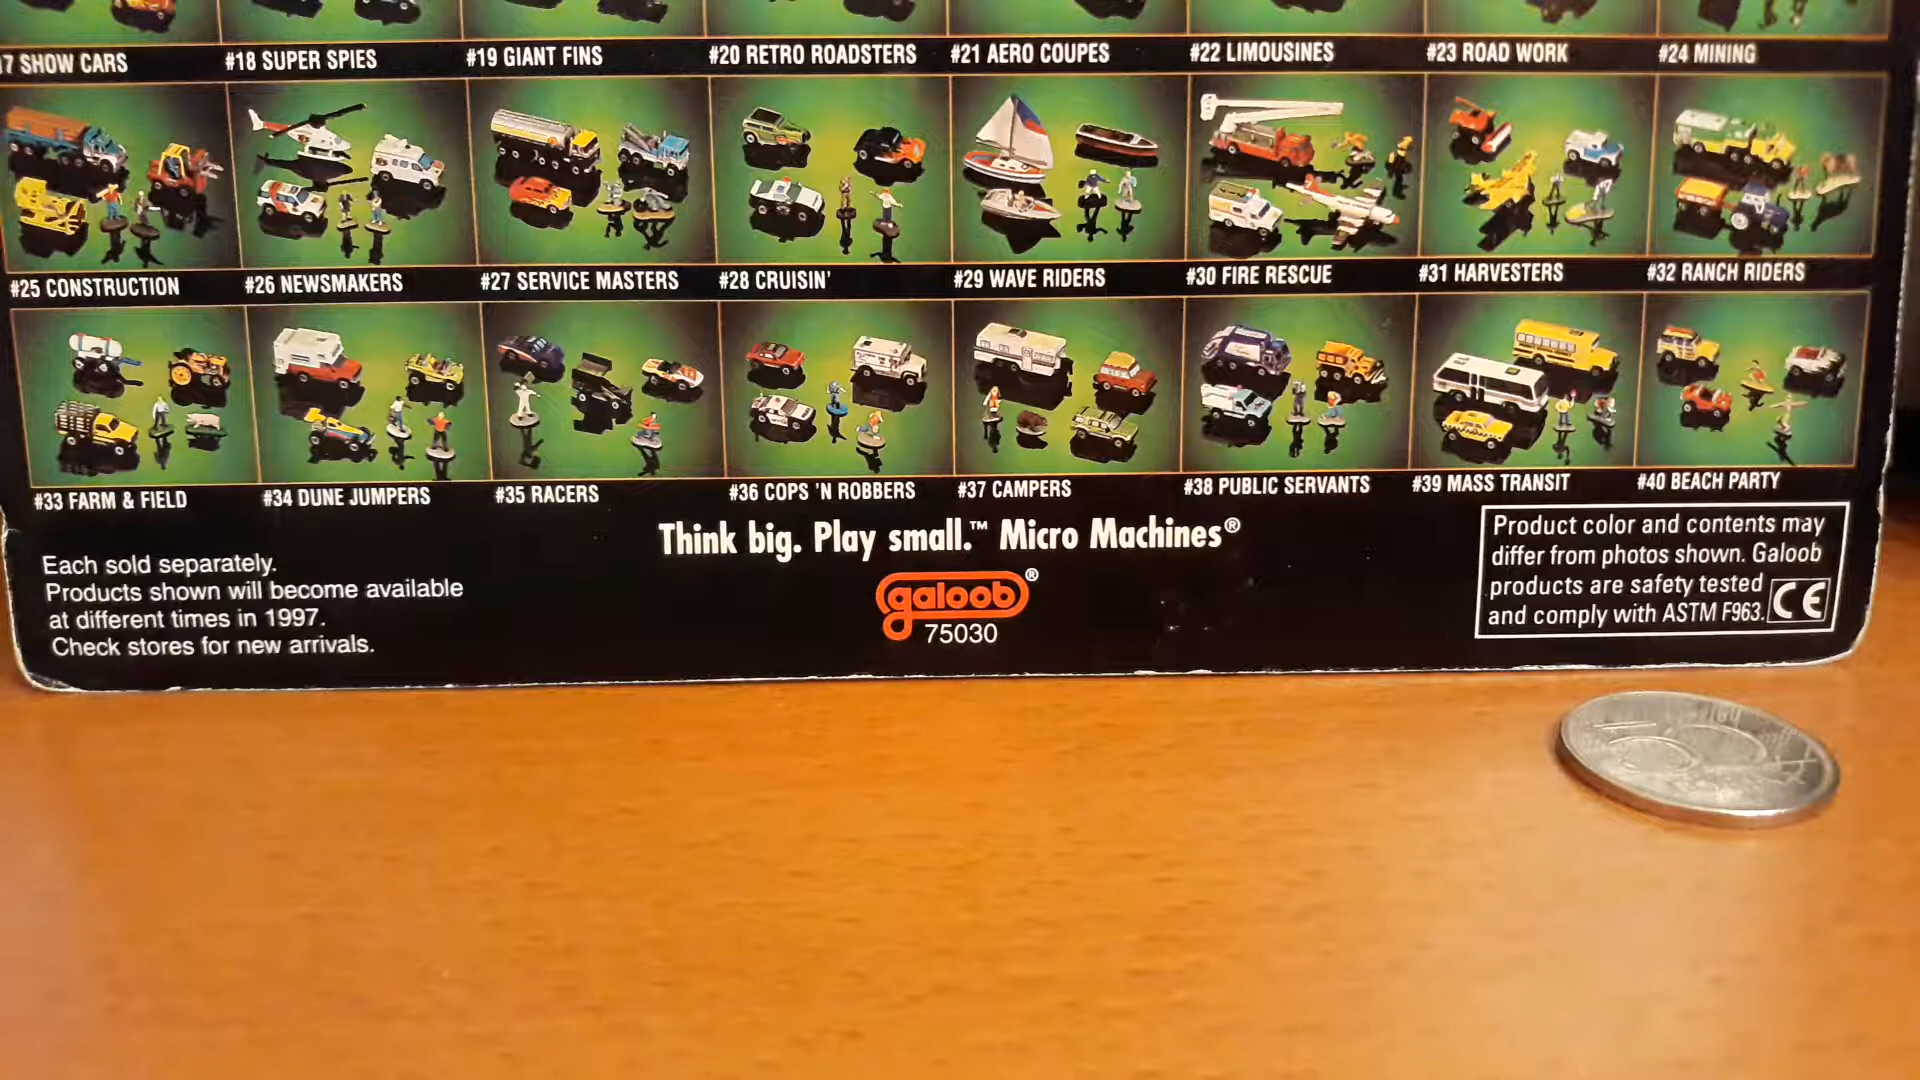 17 SHOW CARS
#18 SUPER SPIES
#19 GIANT FINS
#20 RETRO ROADSTERS
#21 AERO COUPES
#22 LIMOUSINES
#23 ROAD WORK
#24 MINING
#25 CONSTRUCTION
#26 NEWSMAKERS
#27 SERVICE MASTERS
#28 CRUISIN'
#29 WAVE RIDERS
#30 FIRE RESCUE
#31 HARVESTERS
#32 RANCH RIDERS
#33 FARM & FIELD
#34 DUNE JUMPERS
#35 RACERS
#36 COPS 'N ROBBERS
#37 CAMPERS
#38 PUBLIC SERVANTS
#39 MASS TRANSIT
#40 BEACH PARTY
Each sold separately.
Products shown will become available
at different times in 1997.
Check stores for new arrivals.
Think big. Play small.™ Micro Machines®
galoob®
75030
Product color and contents may
differ from photos shown. Galoob
products are safety tested
and comply with ASTM F963. CE